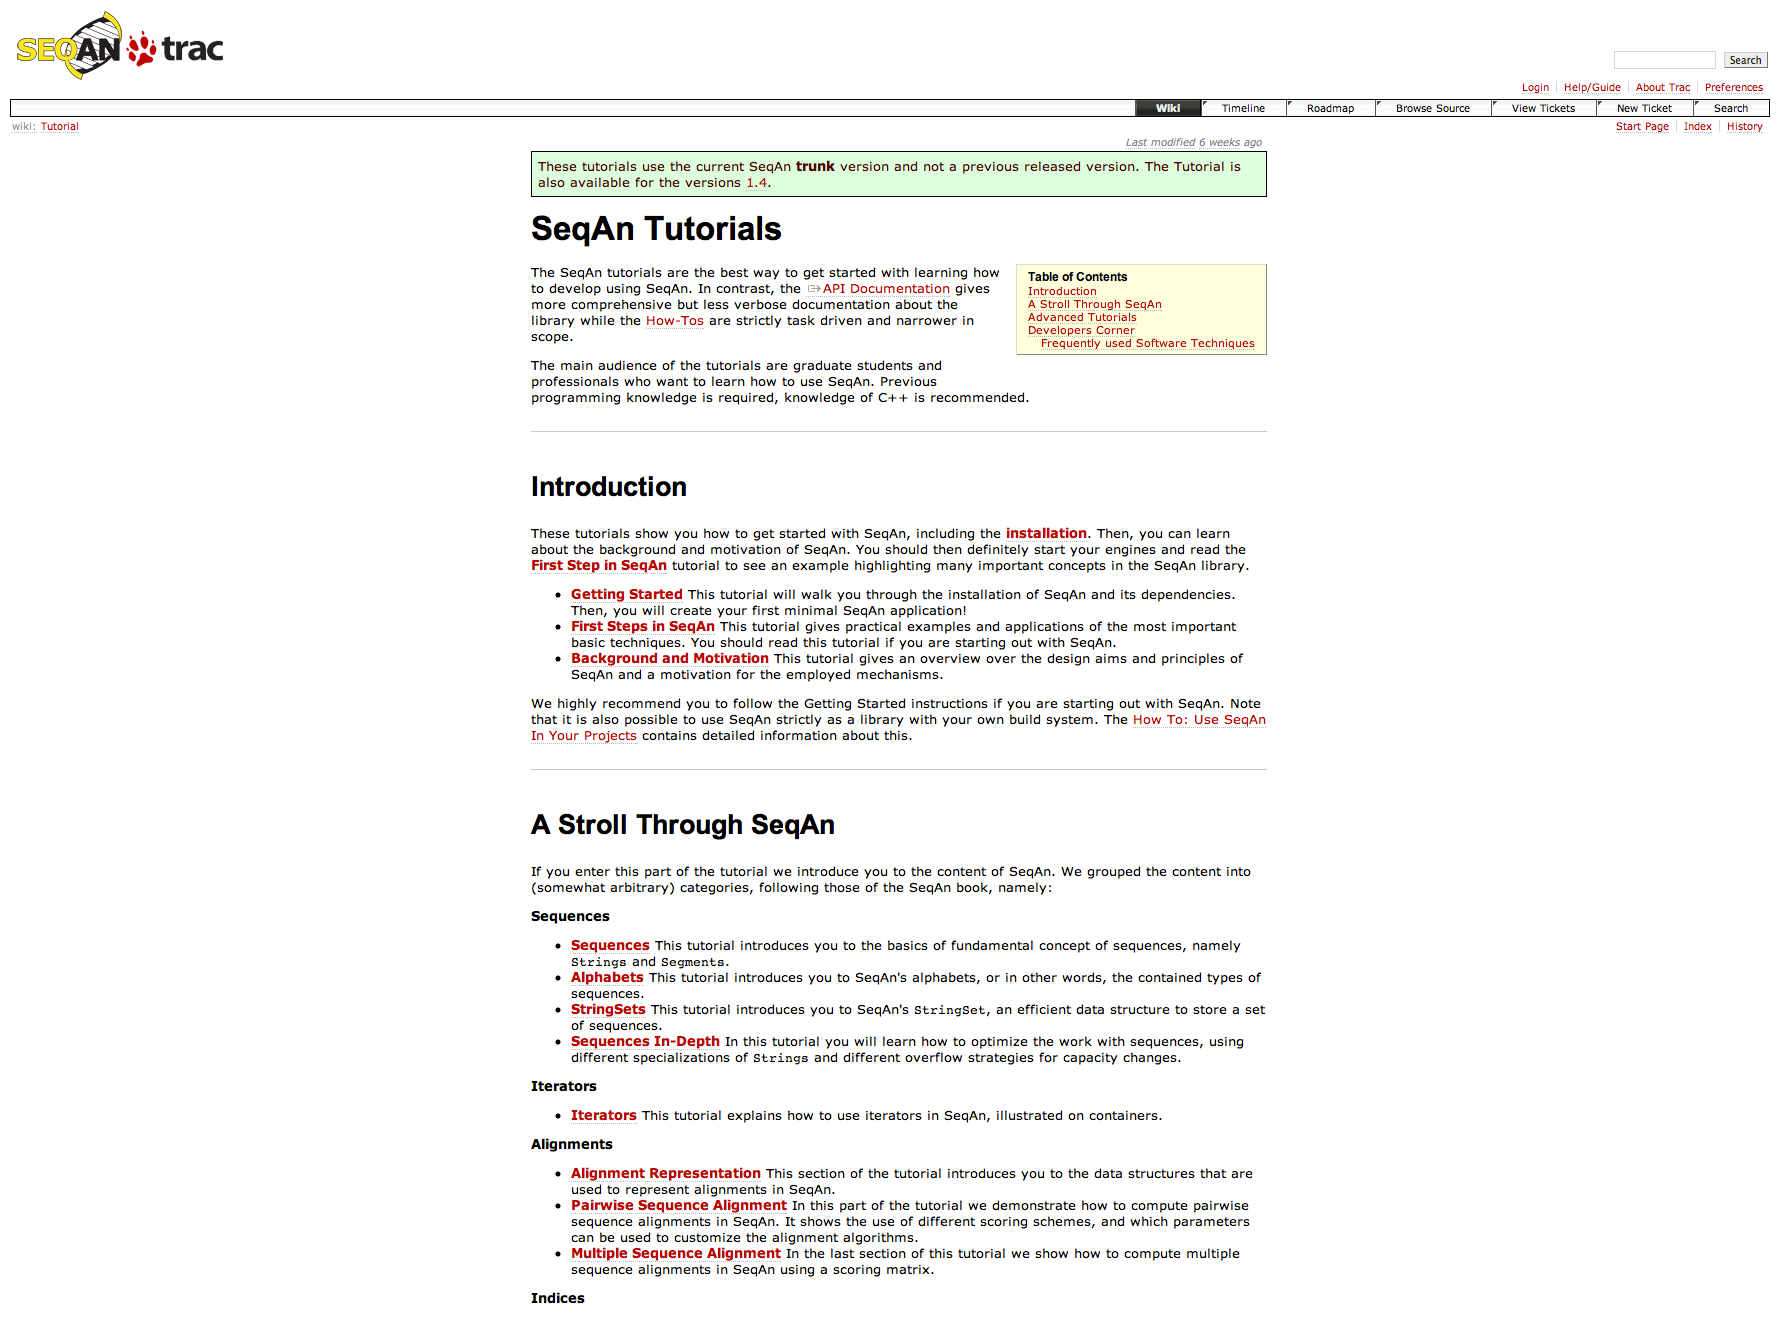 SEQAN trac
Search
Login Help/Guide About Trac Preferences
Wiki Timeline Roadmap Browse Source View Tickets New Ticket Search
wiki: Tutorial
Start Page Index History
Last modified 6 weeks ago
These tutorials use the current SeqAn trunk version and not a previous released version. The Tutorial is
also available for the versions 1.4.
SeqAn Tutorials
The SeqAn tutorials are the best way to get started with learning how
to develop using SeqAn. In contrast, the API Documentation gives
more comprehensive but less verbose documentation about the
library while the How-Tos are strictly task driven and narrower in
scope.
Table of Contents
Introduction
A Stroll Through SeqAn
Advanced Tutorials
Developers Corner
Frequently used Software Techniques
The main audience of the tutorials are graduate students and
professionals who want to learn how to use SeqAn. Previous
programming knowledge is required, knowledge of C++ is recommended.
Introduction
These tutorials show you how to get started with SeqAn, including the installation. Then, you can learn
about the background and motivation of SeqAn. You should then definitely start your engines and read the
First Step in SeqAn tutorial to see an example highlighting many important concepts in the SeqAn library.
• Getting Started This tutorial will walk you through the installation of SeqAn and its dependencies.
Then, you will create your first minimal SeqAn application!
• First Steps in SeqAn This tutorial gives practical examples and applications of the most important
basic techniques. You should read this tutorial if you are starting out with SeqAn.
• Background and Motivation This tutorial gives an overview over the design aims and principles of
SeqAn and a motivation for the employed mechanisms.
We highly recommend you to follow the Getting Started instructions if you are starting out with SeqAn. Note
that it is also possible to use SeqAn strictly as a library with your own build system. The How To: Use SeqAn
In Your Projects contains detailed information about this.
A Stroll Through SeqAn
If you enter this part of the tutorial we introduce you to the content of SeqAn. We grouped the content into
(somewhat arbitrary) categories, following those of the SeqAn book, namely:
Sequences
• Sequences This tutorial introduces you to the basics of fundamental concept of sequences, namely
Strings and Segments.
• Alphabets This tutorial introduces you to SeqAn's alphabets, or in other words, the contained types of
sequences.
• StringSets This tutorial introduces you to SeqAn's StringSet, an efficient data structure to store a set
of sequences.
• Sequences In-Depth In this tutorial you will learn how to optimize the work with sequences, using
different specializations of Strings and different overflow strategies for capacity changes.
Iterators
• Iterators This tutorial explains how to use iterators in SeqAn, illustrated on containers.
Alignments
• Alignment Representation This section of the tutorial introduces you to the data structures that are
used to represent alignments in SeqAn.
• Pairwise Sequence Alignment In this part of the tutorial we demonstrate how to compute pairwise
sequence alignments in SeqAn. It shows the use of different scoring schemes, and which parameters
can be used to customize the alignment algorithms.
• Multiple Sequence Alignment In the last section of this tutorial we show how to compute multiple
sequence alignments in SeqAn using a scoring matrix.
Indices